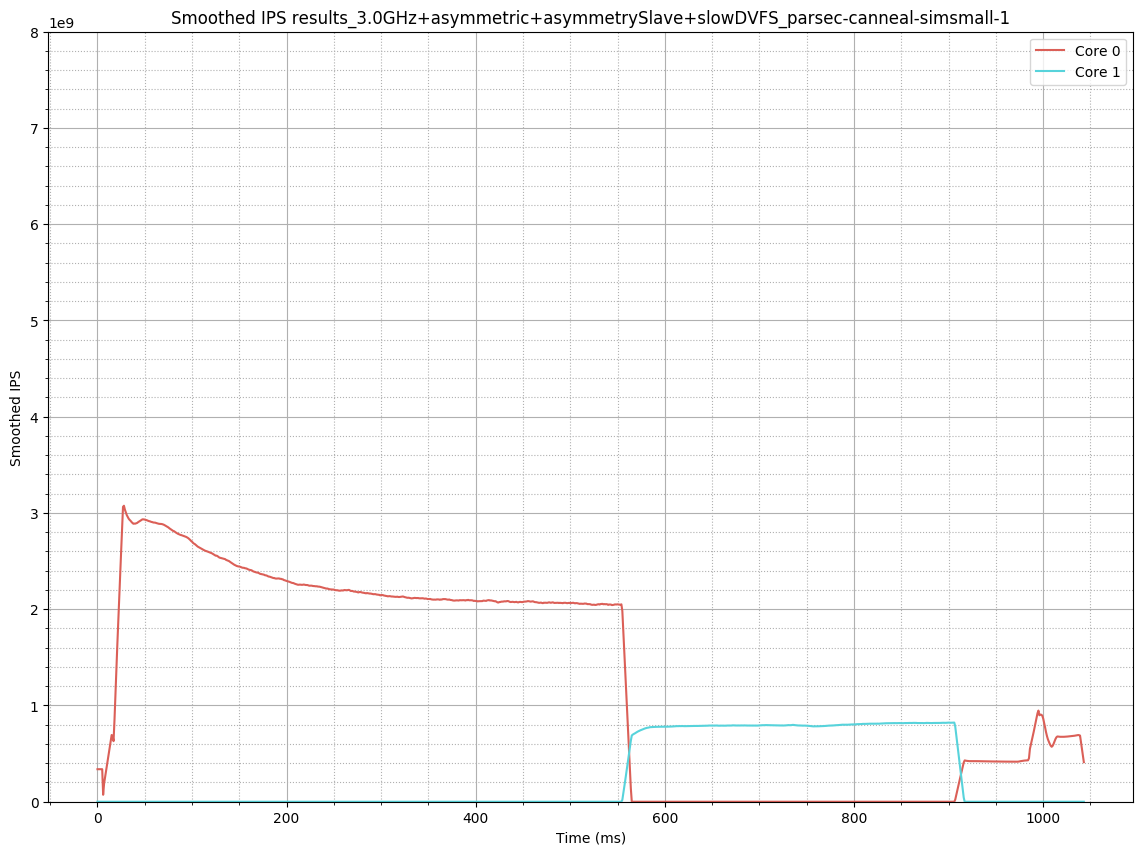 Smoothed IPS results_3.0GHz+asymmetric+asymmetrySlave+slowDVFS_parsec-canneal-simsmall-1
1e9
8
7
6
5
4
3
2
1
0
Smoothed IPS
Core 0
Core 1
0 200 400 600 800 1000
Time (ms)